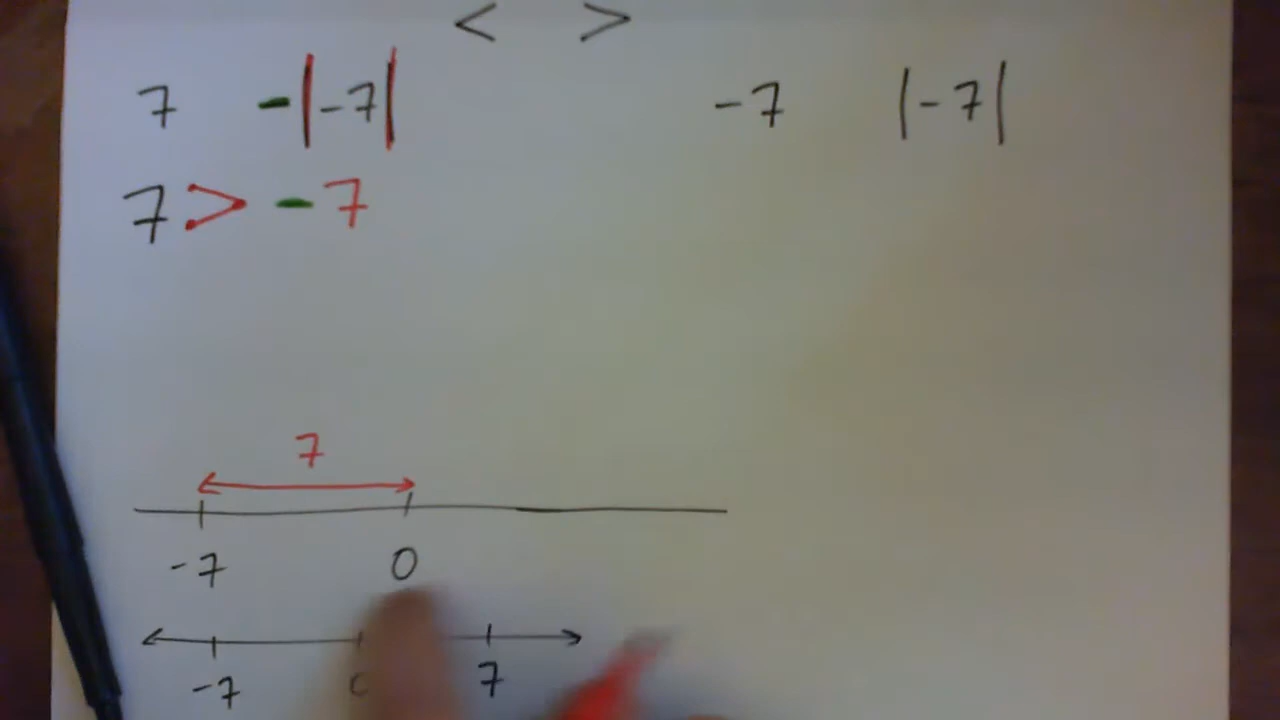 < >
7 -|-7| -7 |-7|
7 > -7
7
-7 0
-7 7